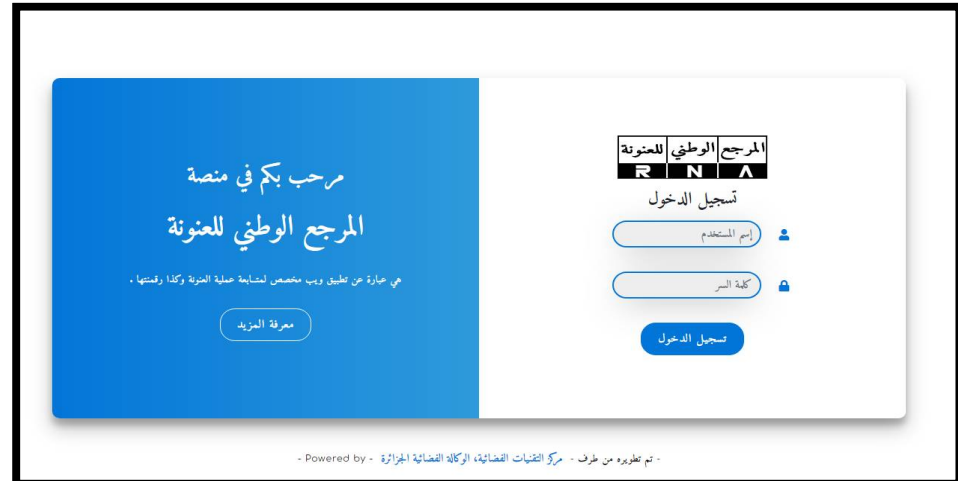 المرجع الوطني للعنونة
RNA
تسجيل الدخول
إسم المستخدم
كلمة السر
تسجيل الدخول
مرحب بكم في منصة
المرجع الوطني للعنونة
هي عبارة عن تطبيق ويب مخصص لمتابعة عملية العنونة وكذا رقمنتها .
معرفة المزيد
- تم تطويره من طرف - مركز التقنيات الفضائية، الوكالة الفضائية الجزائرة - Powered by -